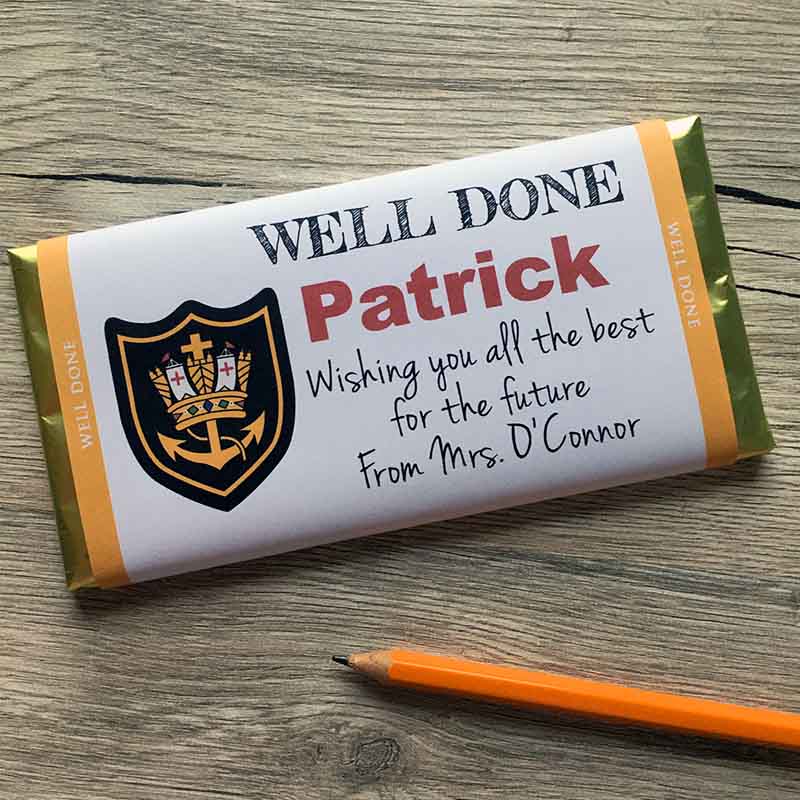 WELL DONE
Patrick
Wishing you all the best
for the future
From Mrs. O'Connor
WELL DONE
WELL DONE